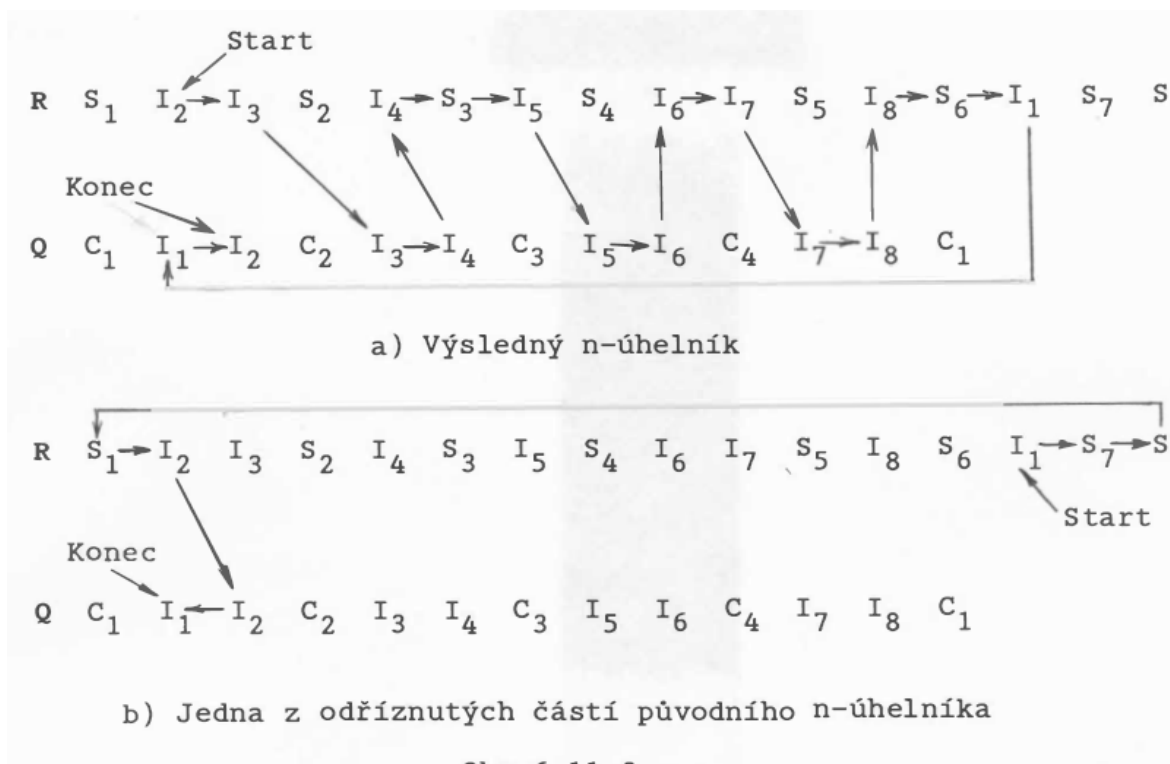 Start
R S1 I2 I3 S2 I4 S3 I5 S4 I6 I7 S5 I8 S6 I1 S7 S
Konec
Q C1 I1 I2 C2 I3 I4 C3 I5 I6 C4 I7 I8 C1
a) Výsledný n-úhelník
R S1 I2 I3 S2 I4 S3 I5 S4 I6 I7 S5 I8 S6 I1 S7 S
Start
Konec
Q C1 I1 I2 C2 I3 I4 C3 I5 I6 C4 I7 I8 C1
b) Jedna z odříznutých částí původního n-úhelníka